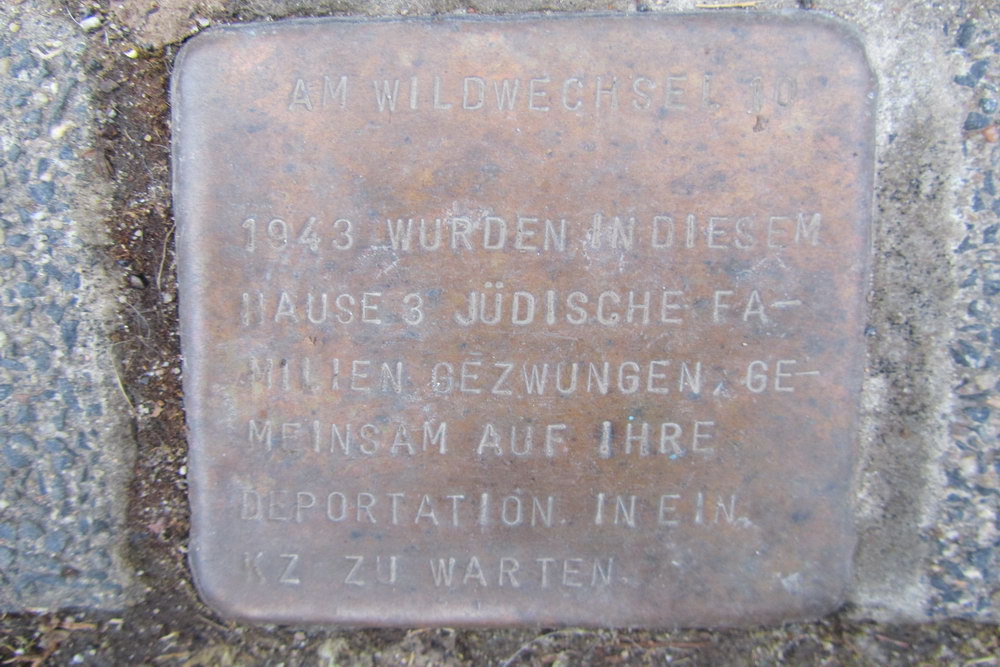 AM WILDWECHSEL 10
1943 WURDEN IN DIESEM
HAUSE 3 JÜDISCHE FA-
MILIEN GEZWUNGEN, GE-
MEINSAM AUF IHRE
DEPORTATION IN EIN
KZ ZU WARTEN.